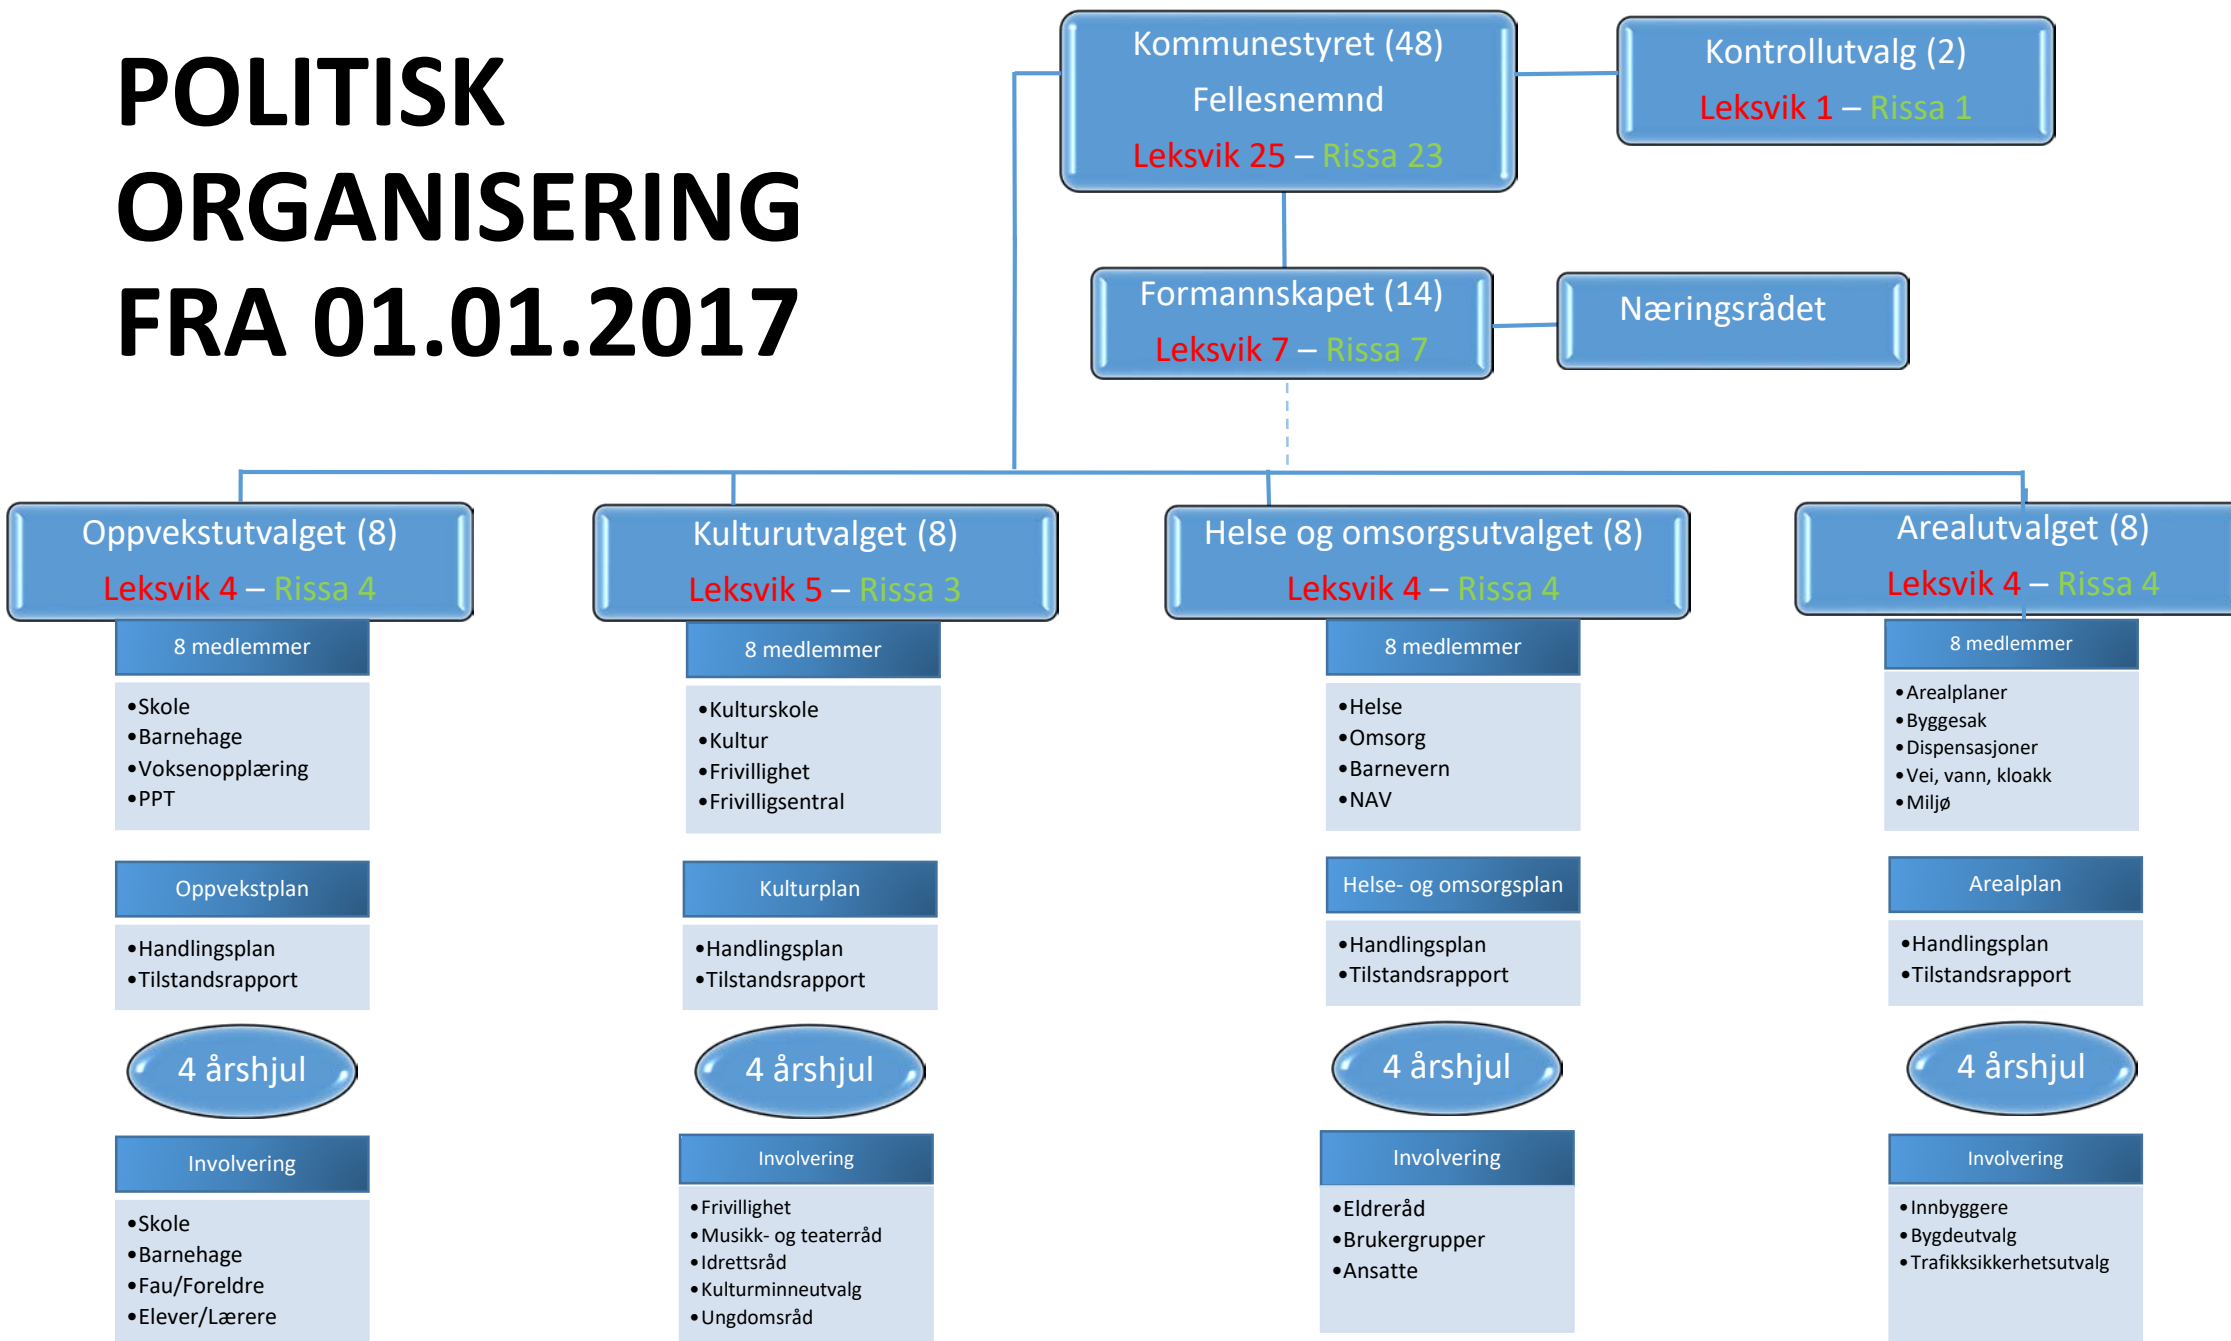 POLITISK
ORGANISERING
FRA 01.01.2017
Kommunestyret (48)
Fellesnemnd
Leksvik 25 – Rissa 23
Kontrollutvalg (2)
Leksvik 1 – Rissa 1
Formannskapet (14)
Leksvik 7 – Rissa 7
Næringsrådet
Oppvekstutvalget (8)
Leksvik 4 – Rissa 4
8 medlemmer
•Skole
•Barnehage
•Voksenopplæring
•PPT
Oppvekstplan
•Handlingsplan
•Tilstandsrapport
4 årshjul
Involvering
•Skole
•Barnehage
•Fau/Foreldre
•Elever/Lærere
Kulturutvalget (8)
Leksvik 5 – Rissa 3
8 medlemmer
•Kulturskole
•Kultur
•Frivillighet
•Frivilligsentral
Kulturplan
•Handlingsplan
•Tilstandsrapport
4 årshjul
Involvering
•Frivillighet
•Musikk- og teaterråd
•Idrettsråd
•Kulturminneutvalg
•Ungdomsråd
Helse og omsorgsutvalget (8)
Leksvik 4 – Rissa 4
8 medlemmer
•Helse
•Omsorg
•Barnevern
•NAV
Helse- og omsorgsplan
•Handlingsplan
•Tilstandsrapport
4 årshjul
Involvering
•Eldreråd
•Brukergrupper
•Ansatte
Arealutvalget (8)
Leksvik 4 – Rissa 4
8 medlemmer
•Arealplaner
•Byggesak
•Dispensasjoner
•Vei, vann, kloakk
•Miljø
Arealplan
•Handlingsplan
•Tilstandsrapport
4 årshjul
Involvering
•Innbyggere
•Bygdeutvalg
•Trafikksikkerhetsutvalg